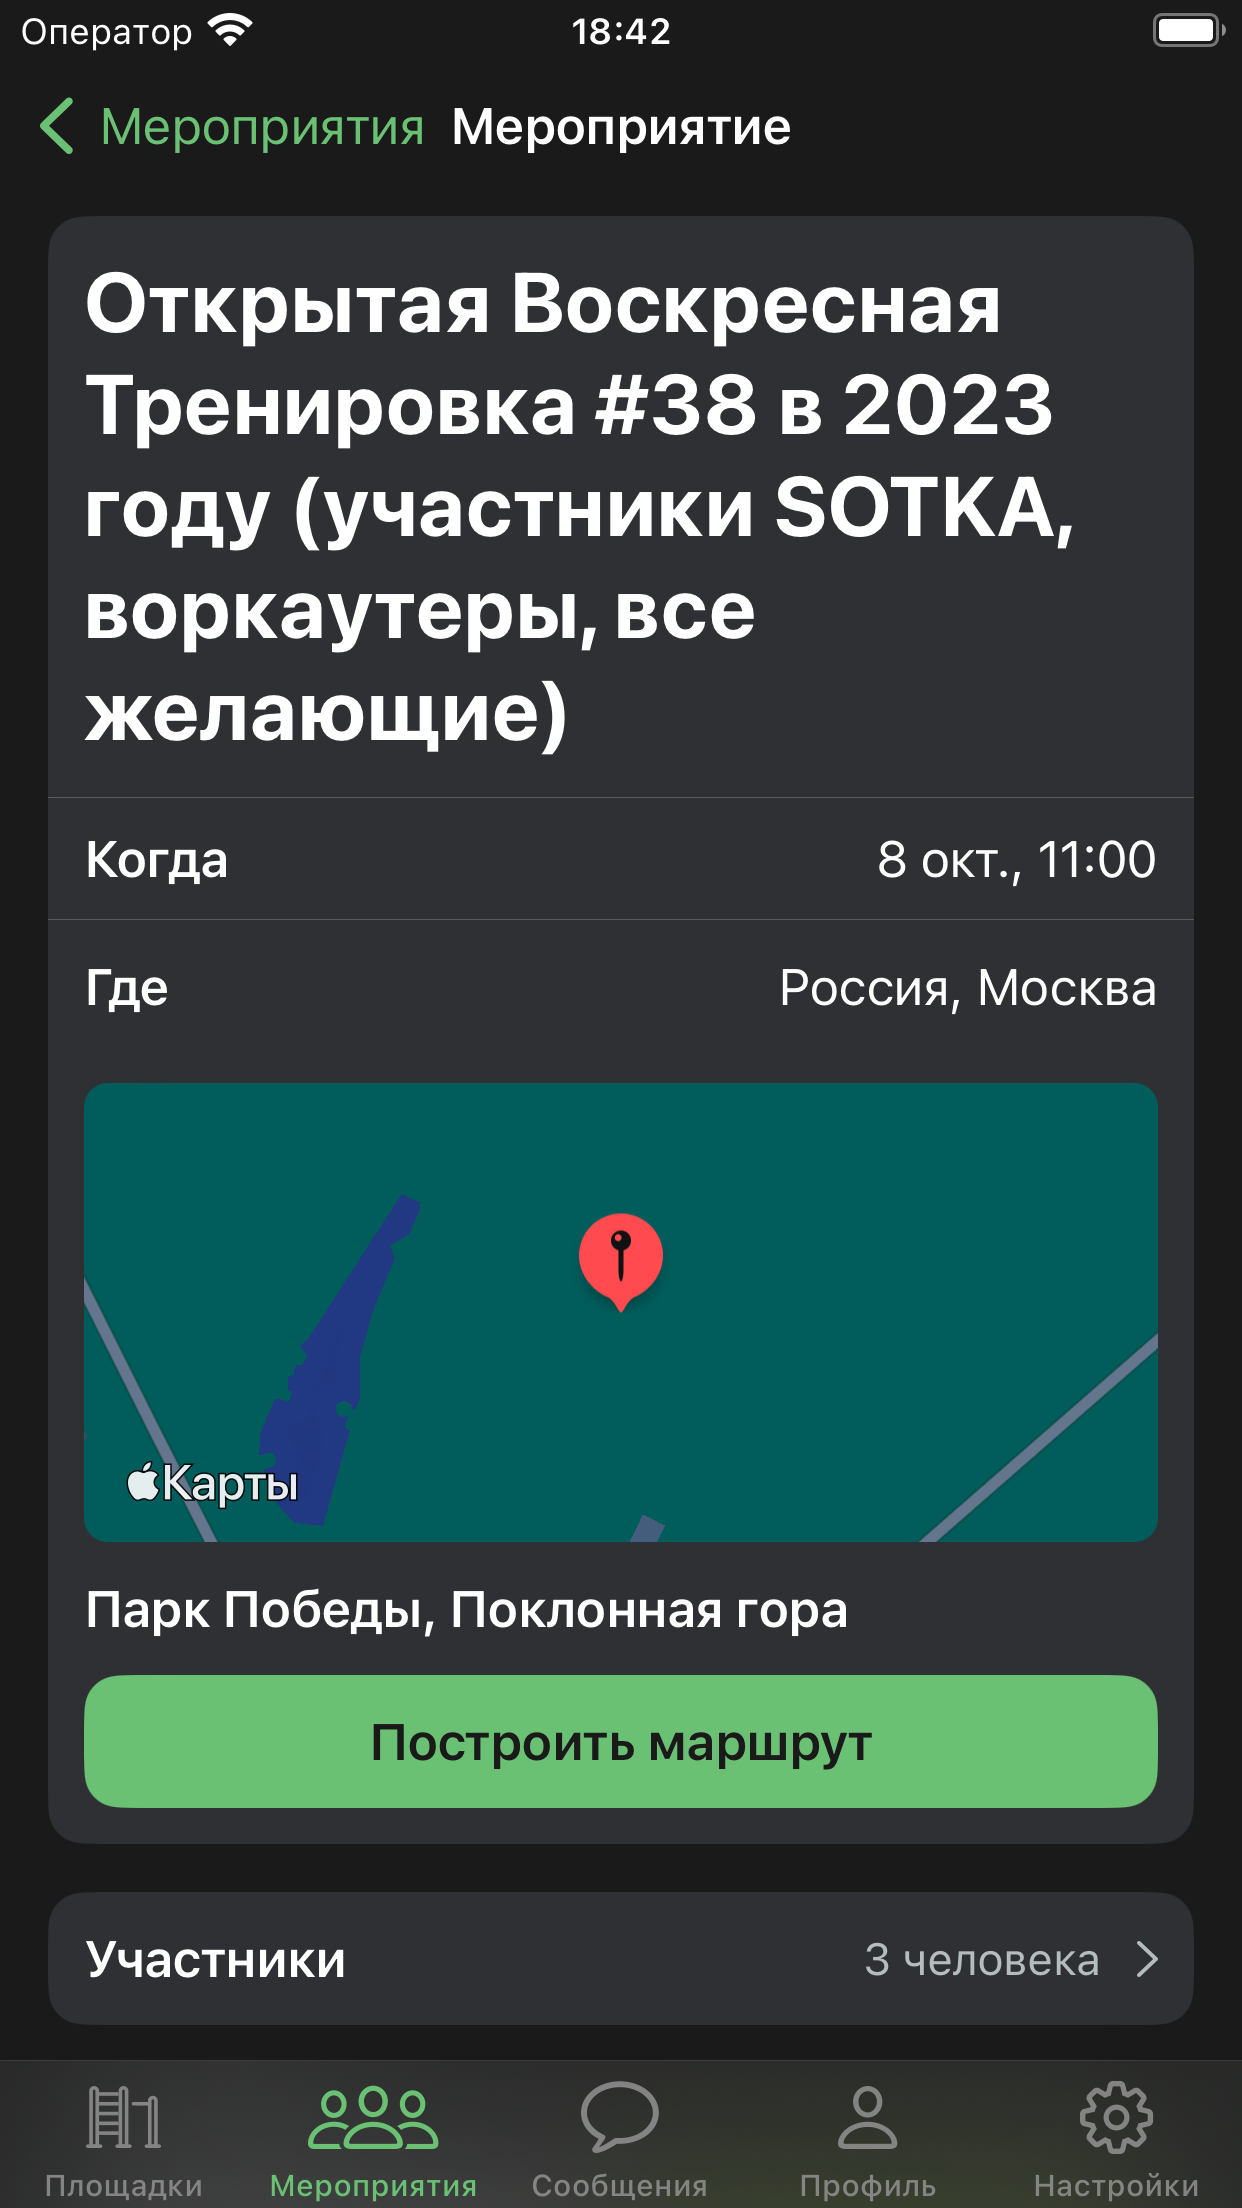 Оператор 18:42
Мероприятия Мероприятие
Открытая Воскресная
Тренировка #38 в 2023
году (участники SOTKA,
воркаутеры, все
желающие)
Когда 8 окт., 11:00
Где Россия, Москва
Карты
Парк Победы, Поклонная гора
Построить маршрут
Участники 3 человека
Площадки Мероприятия Сообщения Профиль Настройки